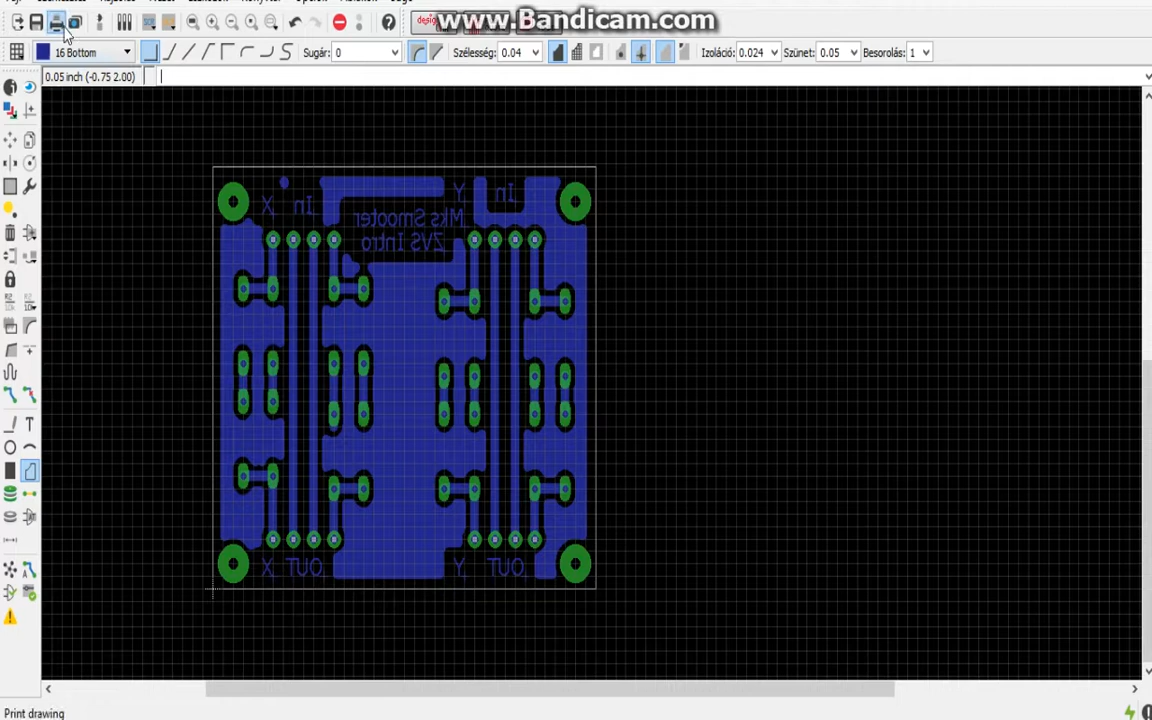 www.Bandicam.com
16 Bottom
Sugár: 0
Szélesség: 0.04
Izoláció: 0.024
Szünet: 0.05
Besorolás: 1
0.05 inch (-0.75 2.00)
X In
Y In
Mks Smooter
ZVS Intro
X OUT
Y OUT
Print drawing